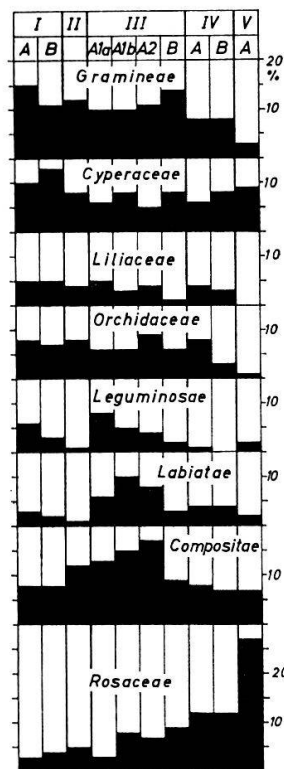 I II III IV V
A B A1a A1b A2 B A B A
20
%
Gramineae
10
Cyperaceae
10
Liliaceae
10
Orchidaceae
10
Leguminosae
10
Labiatae
10
Compositae
10
20
Rosaceae
10